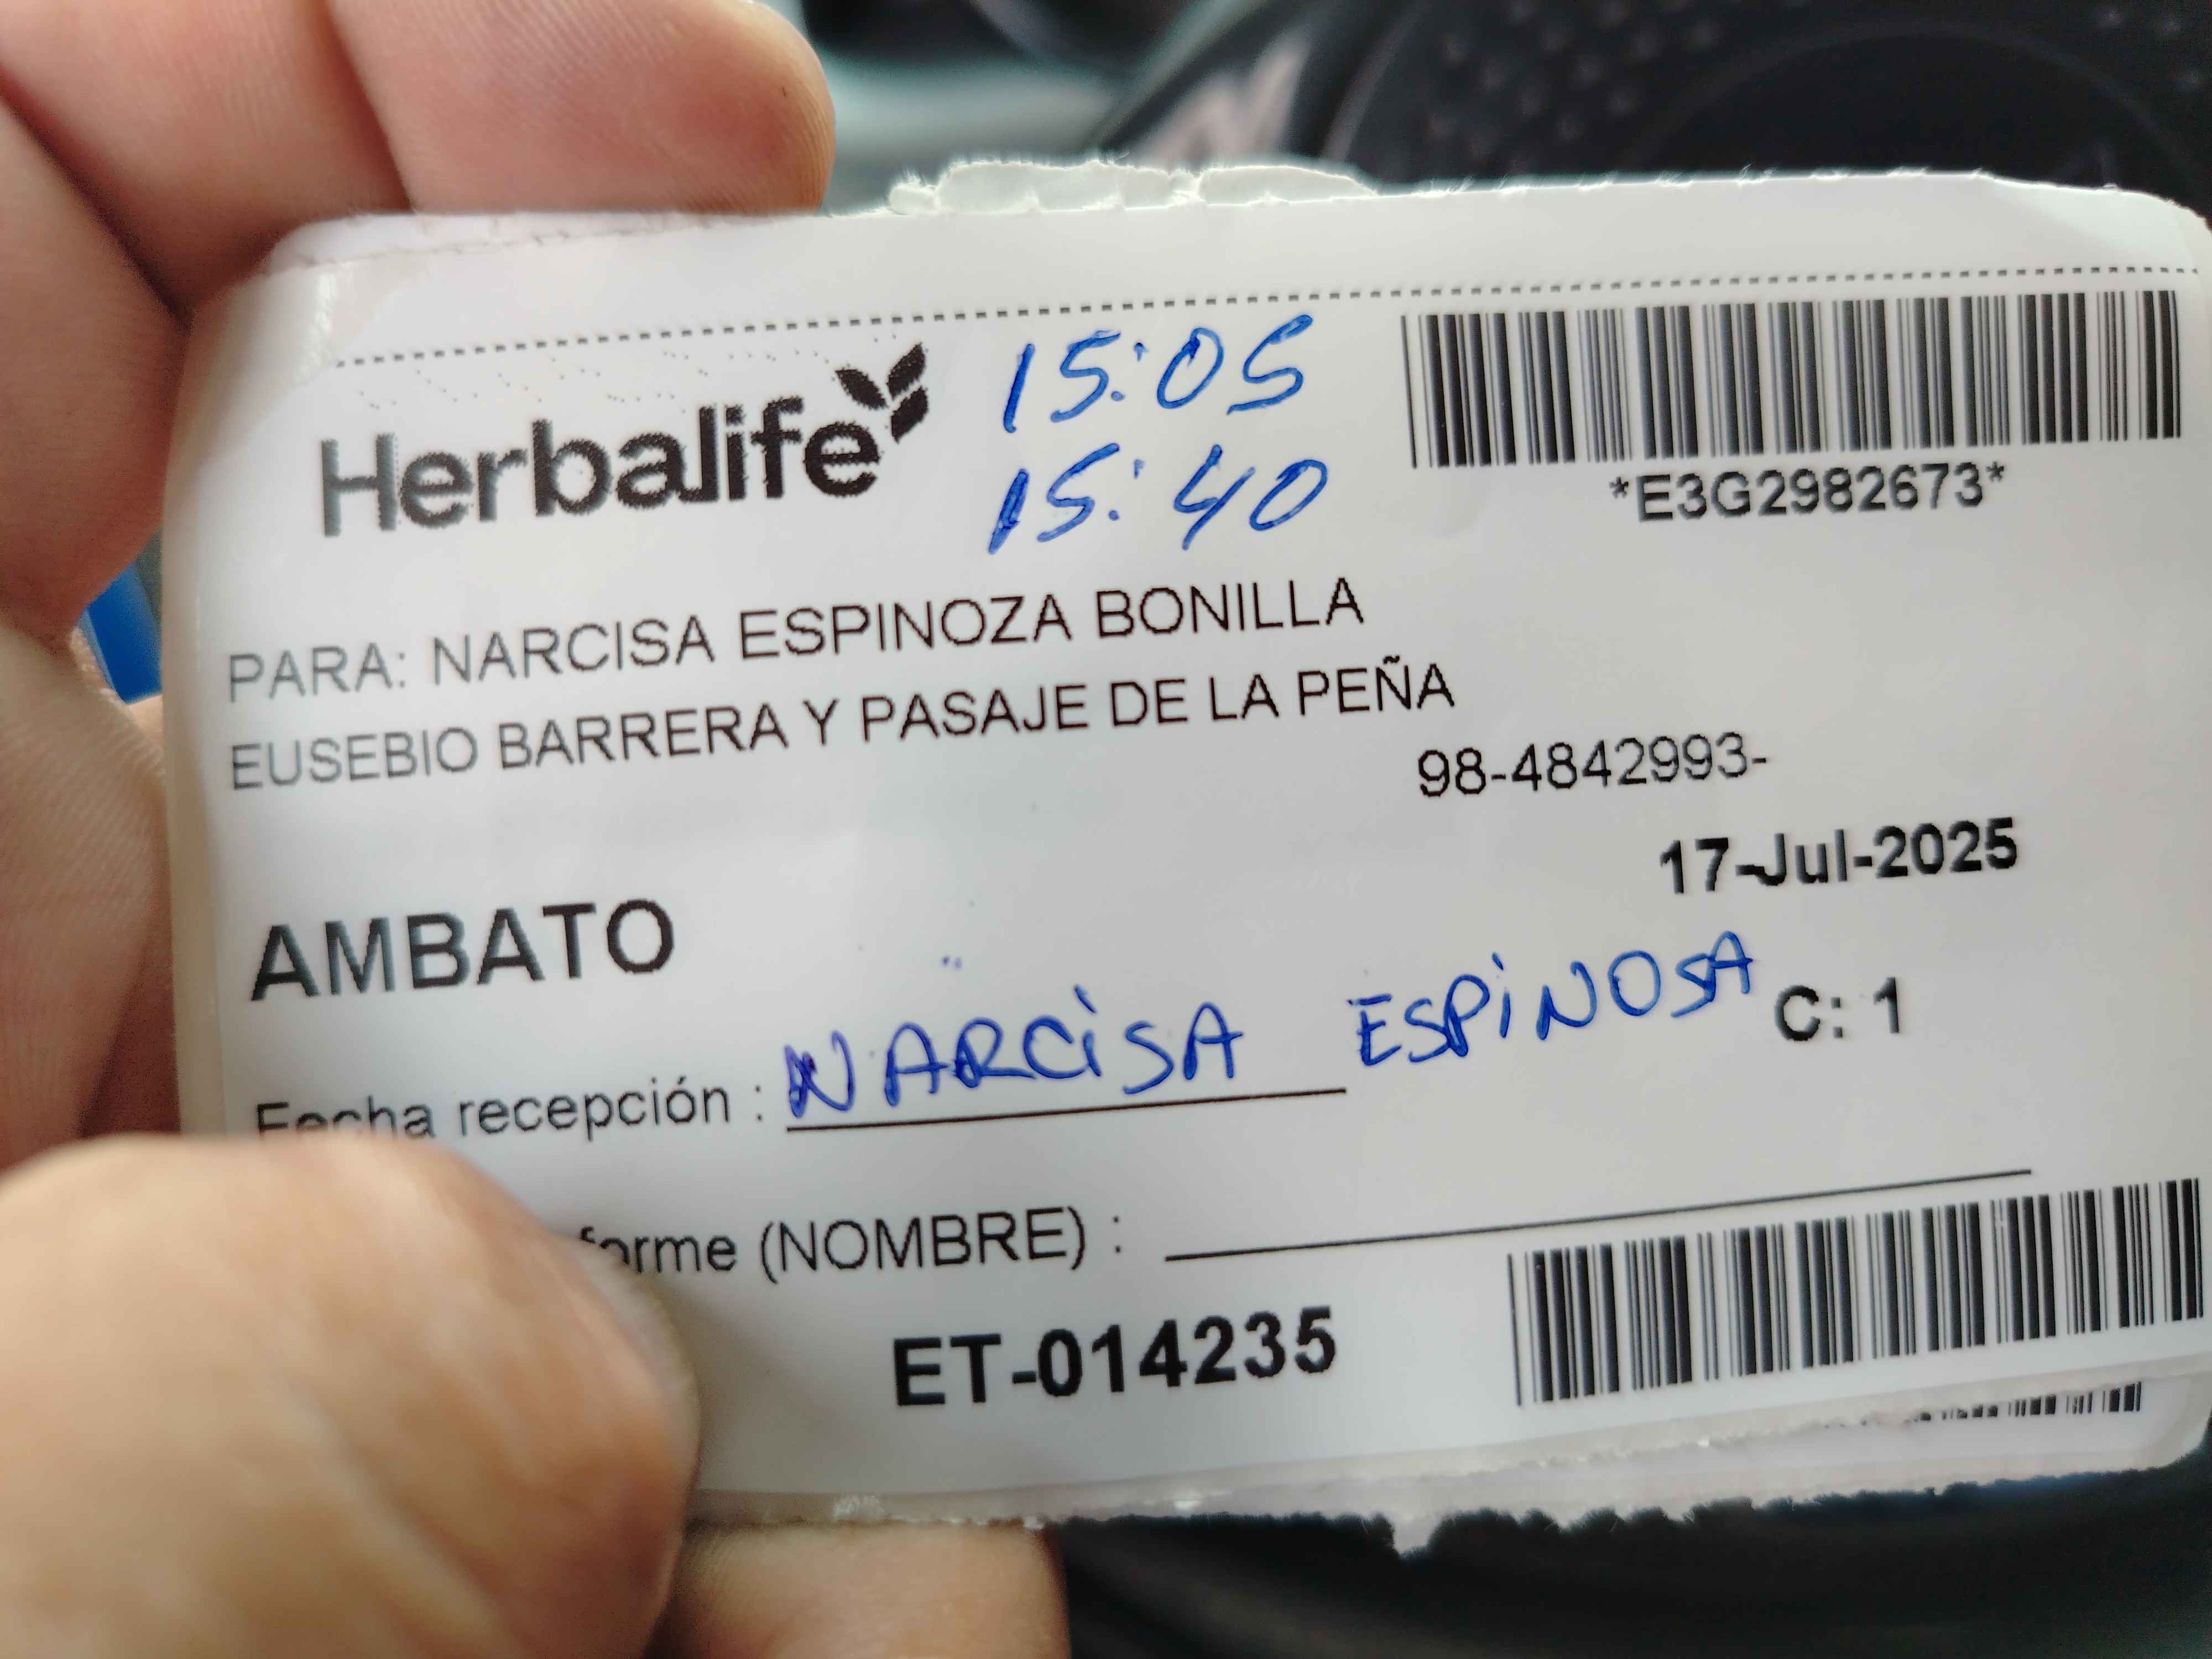 Herbalife
15:05
15:40
*E3G2982673*
PARA: NARCISA ESPINOZA BONILLA
EUSEBIO BARRERA Y PASAJE DE LA PEÑA
98-4842993-
17-Jul-2025
AMBATO
C: 1
Fecha recepción : NARCiSA ESPiNOSA
forme (NOMBRE) :
ET-014235